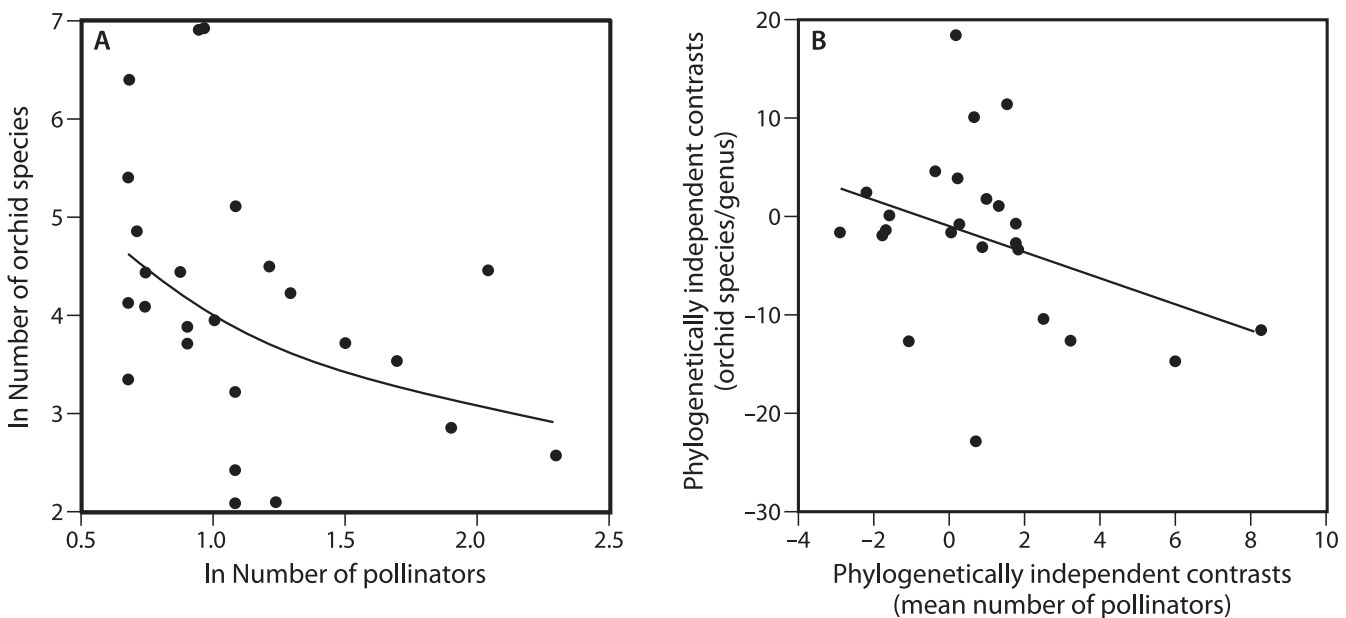 A
ln Number of orchid species
7
6
5
4
3
2
0.5 1.0 1.5 2.0 2.5
ln Number of pollinators
B
Phylogenetically independent contrasts
(orchid species/genus)
20
10
0
–10
–20
–30
–4 –2 0 2 4 6 8 10
Phylogenetically independent contrasts
(mean number of pollinators)